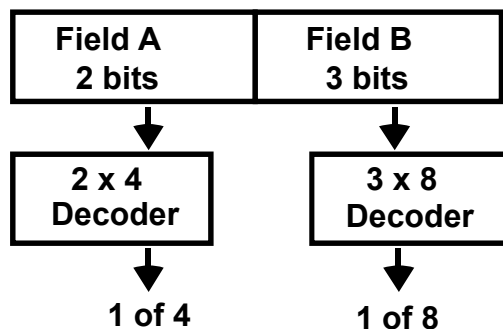 Field A
2 bits
Field B
3 bits
2 x 4
Decoder
3 x 8
Decoder
1 of 4
1 of 8